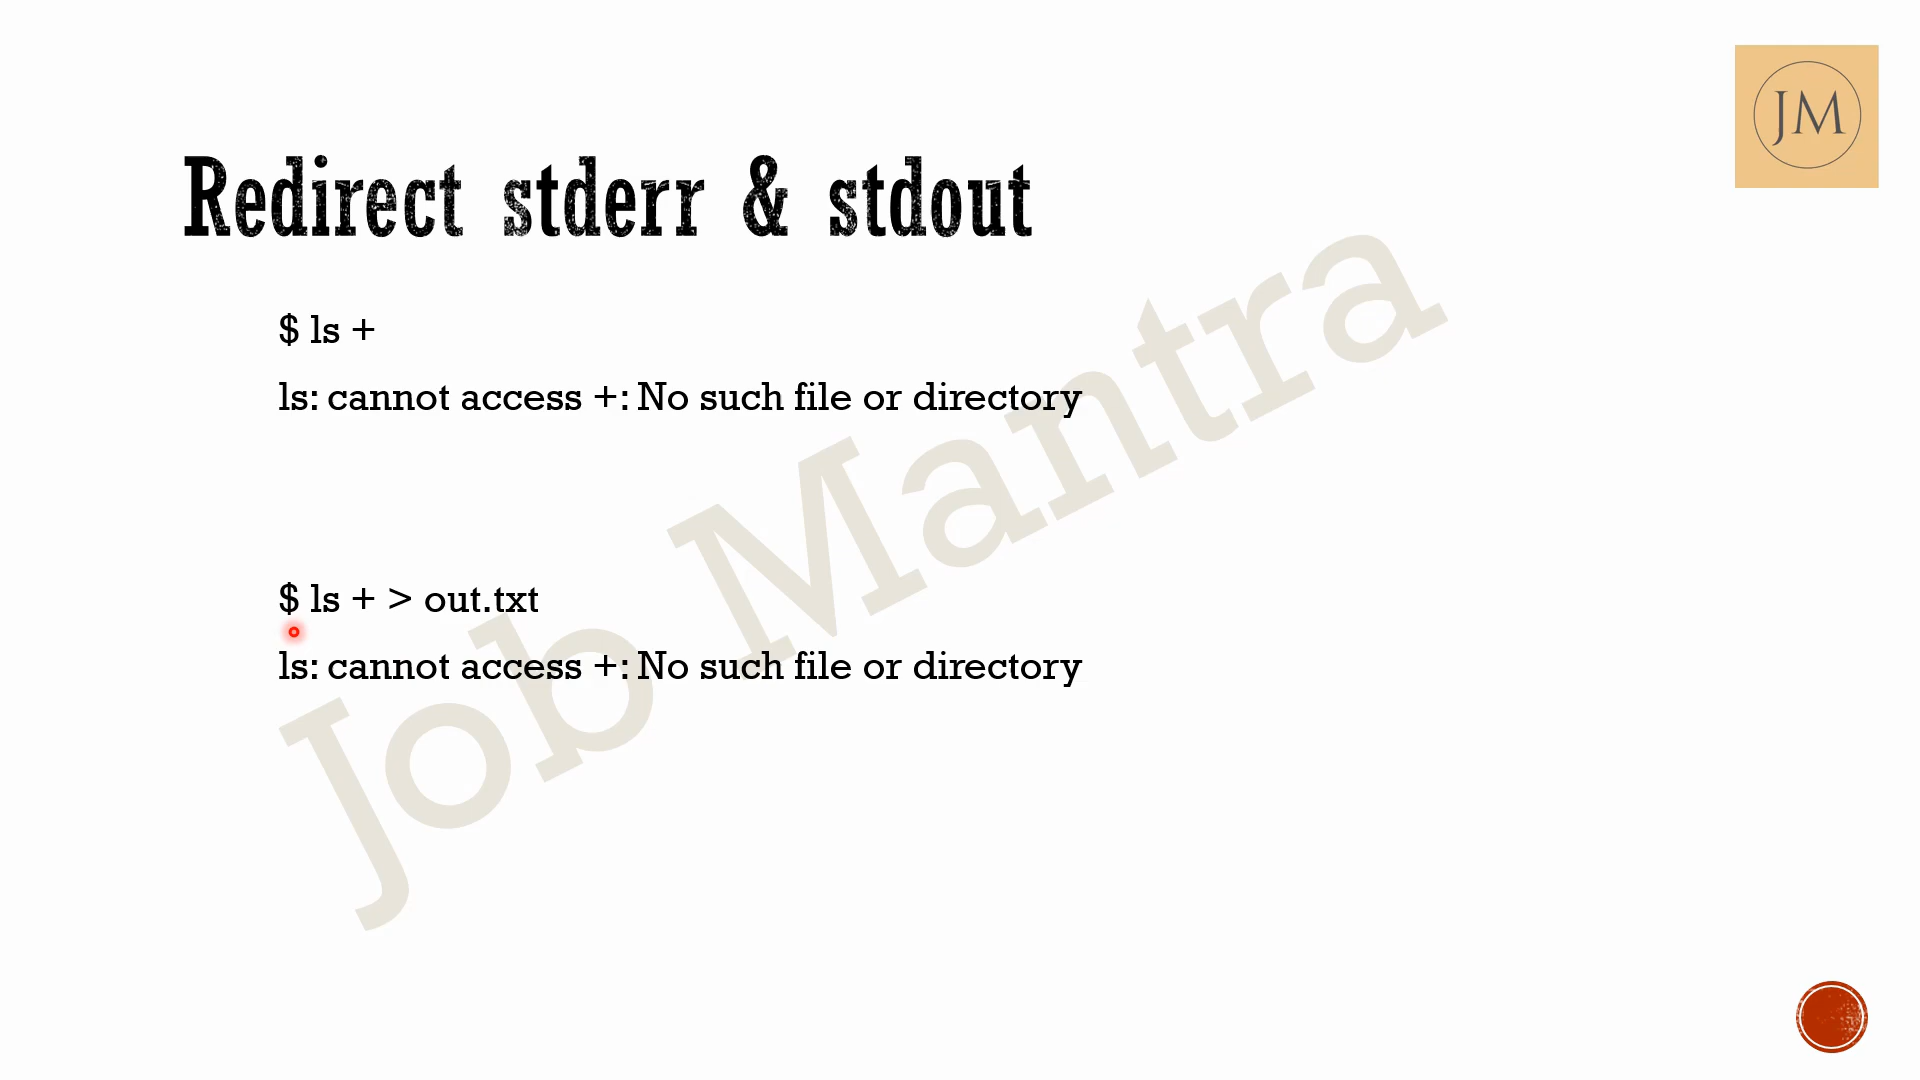 JM
Redirect stderr & stdout
$ ls +
ls: cannot access +: No such file or directory
$ ls + > out.txt
ls: cannot access +: No such file or directory
Job Mantra